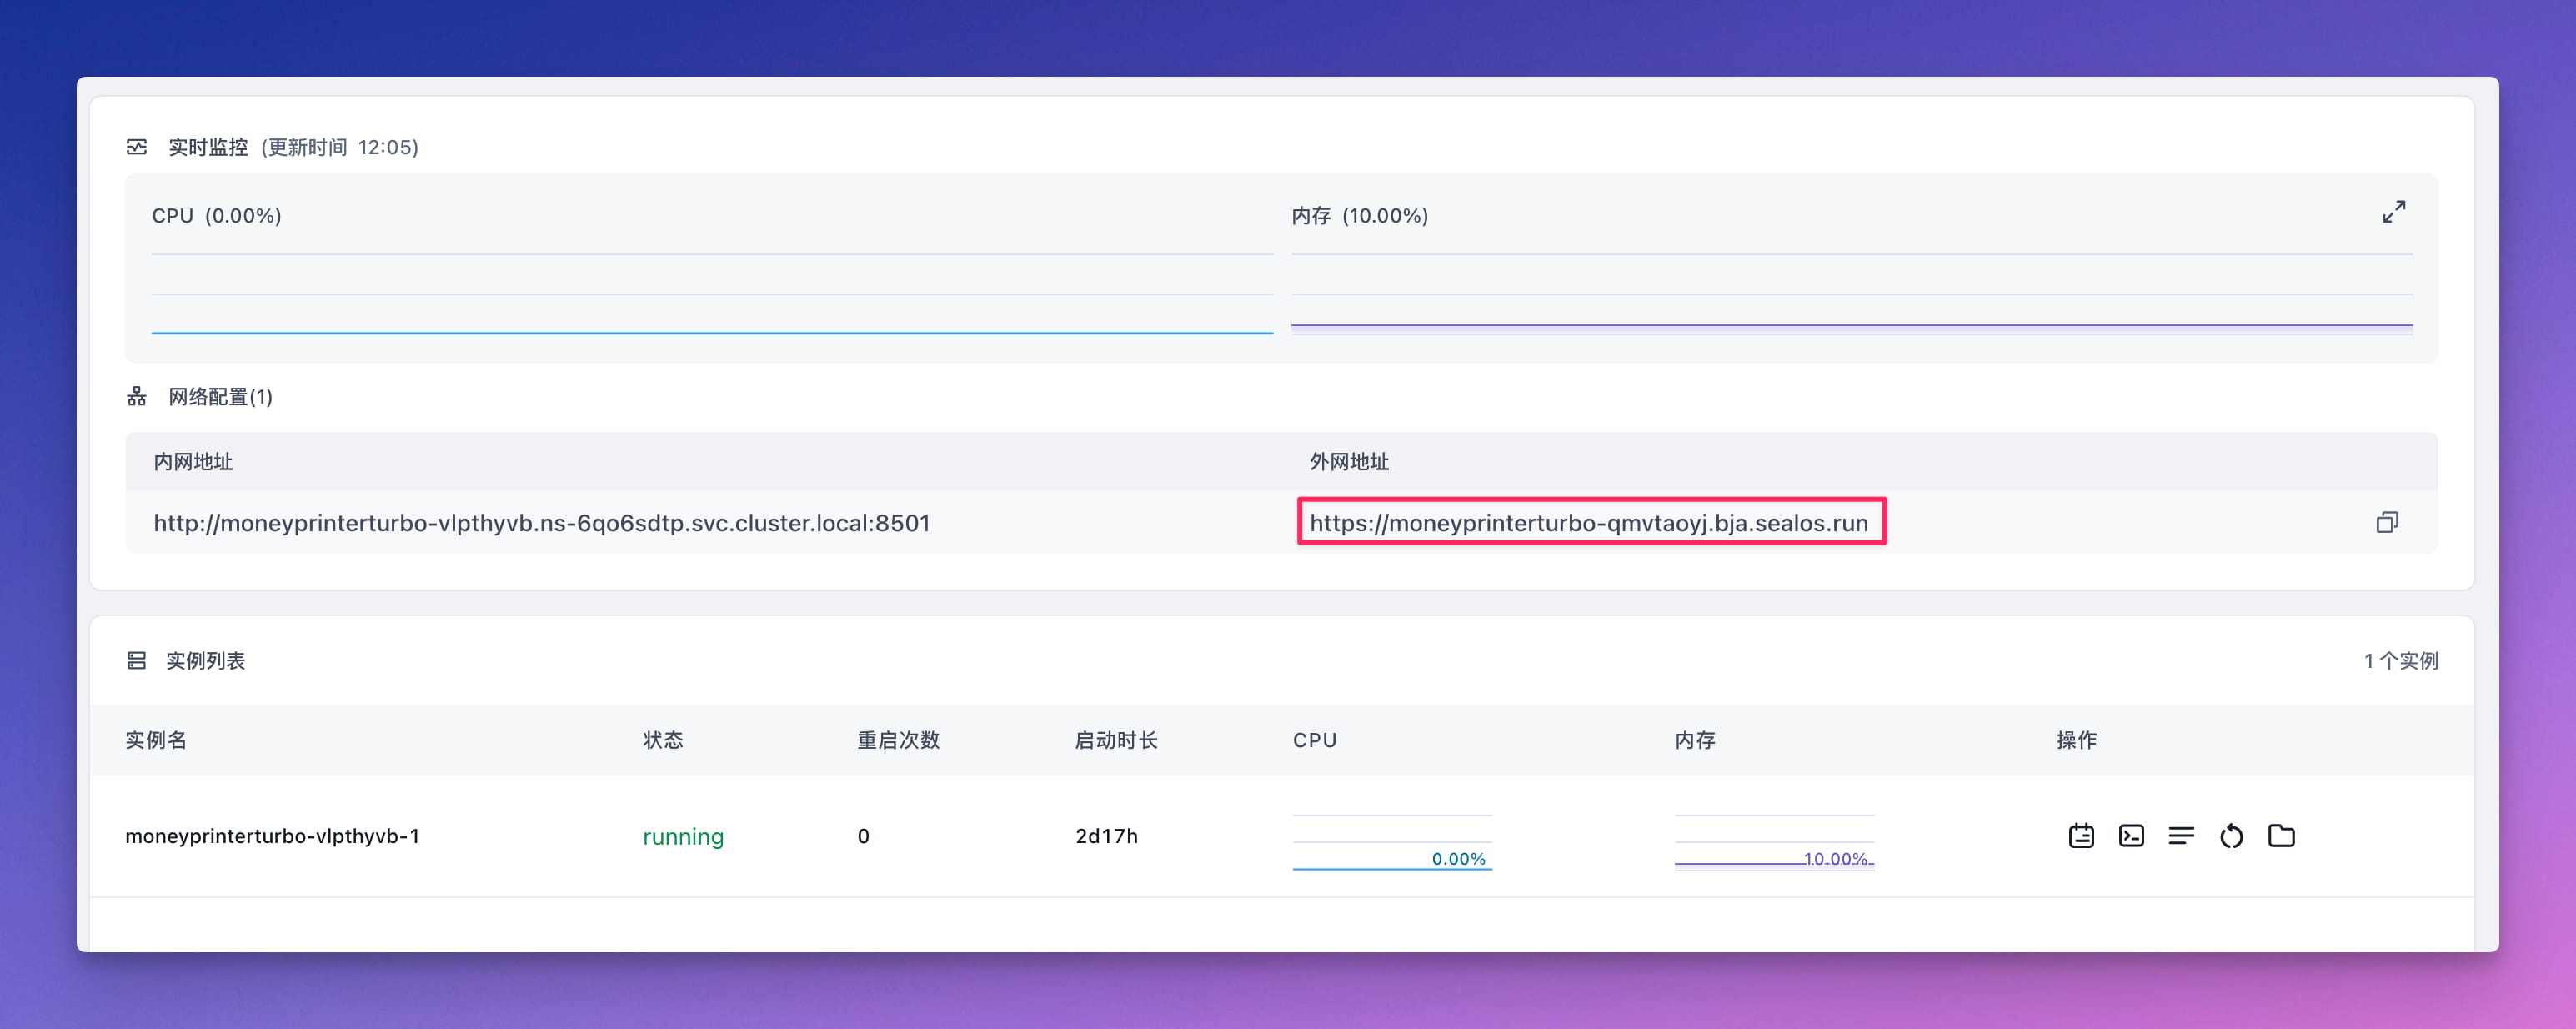 实时监控 (更新时间 12:05)
CPU (0.00%)
内存 (10.00%)
网络配置(1)
内网地址
外网地址
http://moneyprinterturbo-vlpthyvb.ns-6qo6sdtp.svc.cluster.local:8501
https://moneyprinterturbo-qmvtaoyj.bja.sealos.run
实例列表
1 个实例
实例名 状态 重启次数 启动时长 CPU 内存 操作
moneyprinterturbo-vlpthyvb-1 running 0 2d17h 0.00% 10.00%